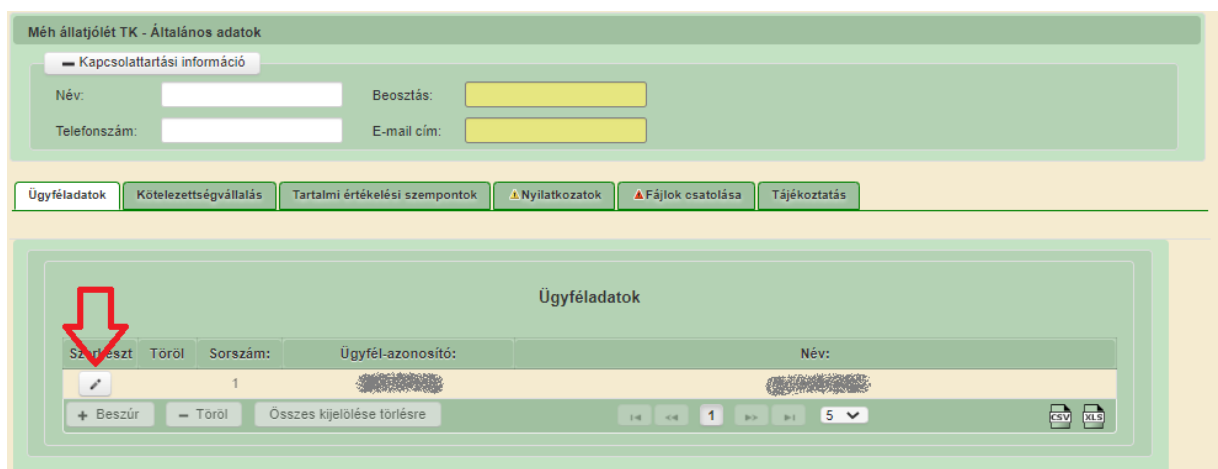 Méh állatjólét TK - Általános adatok
Kapcsolattartási információ
Név: Beosztás:
Telefonszám: E-mail cím:
Ügyféladatok Kötelezettségvállalás Tartalmi értékelési szempontok Nyilatkozatok Fájlok csatolása Tájékoztatás
Ügyféladatok
Szerkeszt Töröl Sorszám: Ügyfél-azonosító: Név:
1
+ Beszúr - Töröl Összes kijelölése törlésre 1 5 CSV XLS